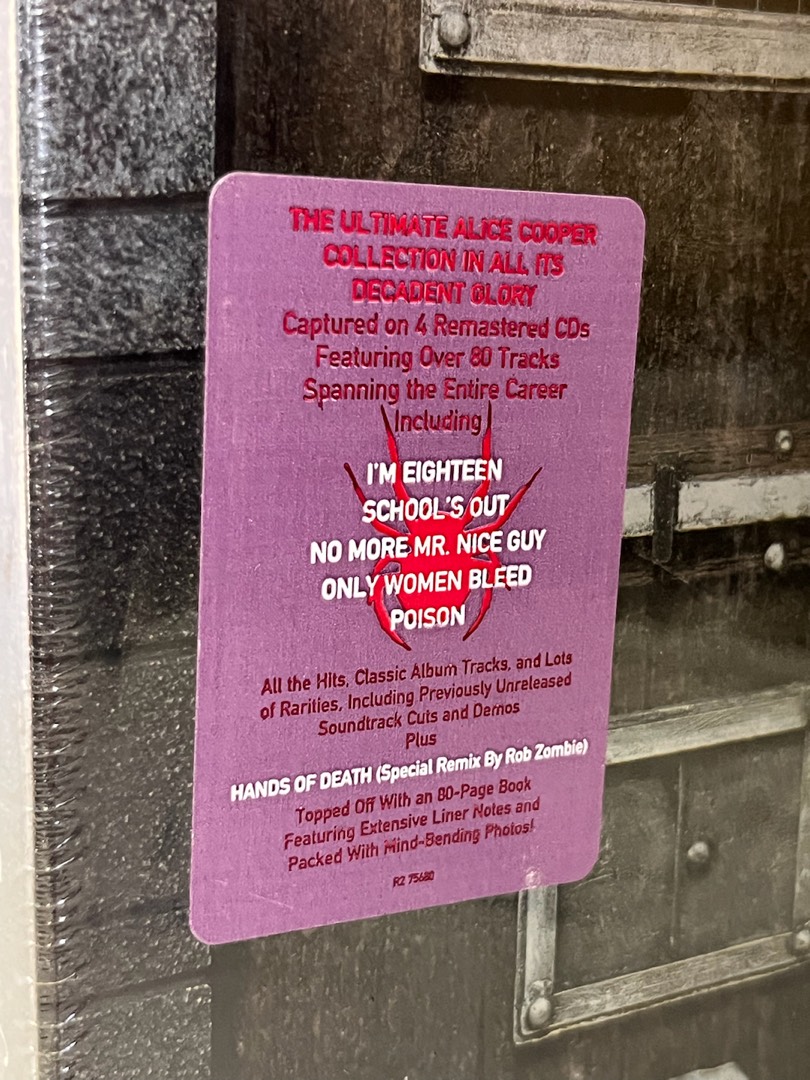 THE ULTIMATE ALICE COOPER
COLLECTION IN ALL ITS
DECADENT GLORY
Captured on 4 Remastered CDs
Featuring Over 80 Tracks
Spanning the Entire Career
Including
I'M EIGHTEEN
SCHOOL'S OUT
NO MORE MR. NICE GUY
ONLY WOMEN BLEED
POISON
All the Hits, Classic Album Tracks, and Lots
of Rarities, Including Previously Unreleased
Soundtrack Cuts and Demos
Plus
HANDS OF DEATH (Special Remix By Rob Zombie)
Topped Off With an 80-Page Book
Featuring Extensive Liner Notes and
Packed With Mind-Bending Photos!
R2 75680